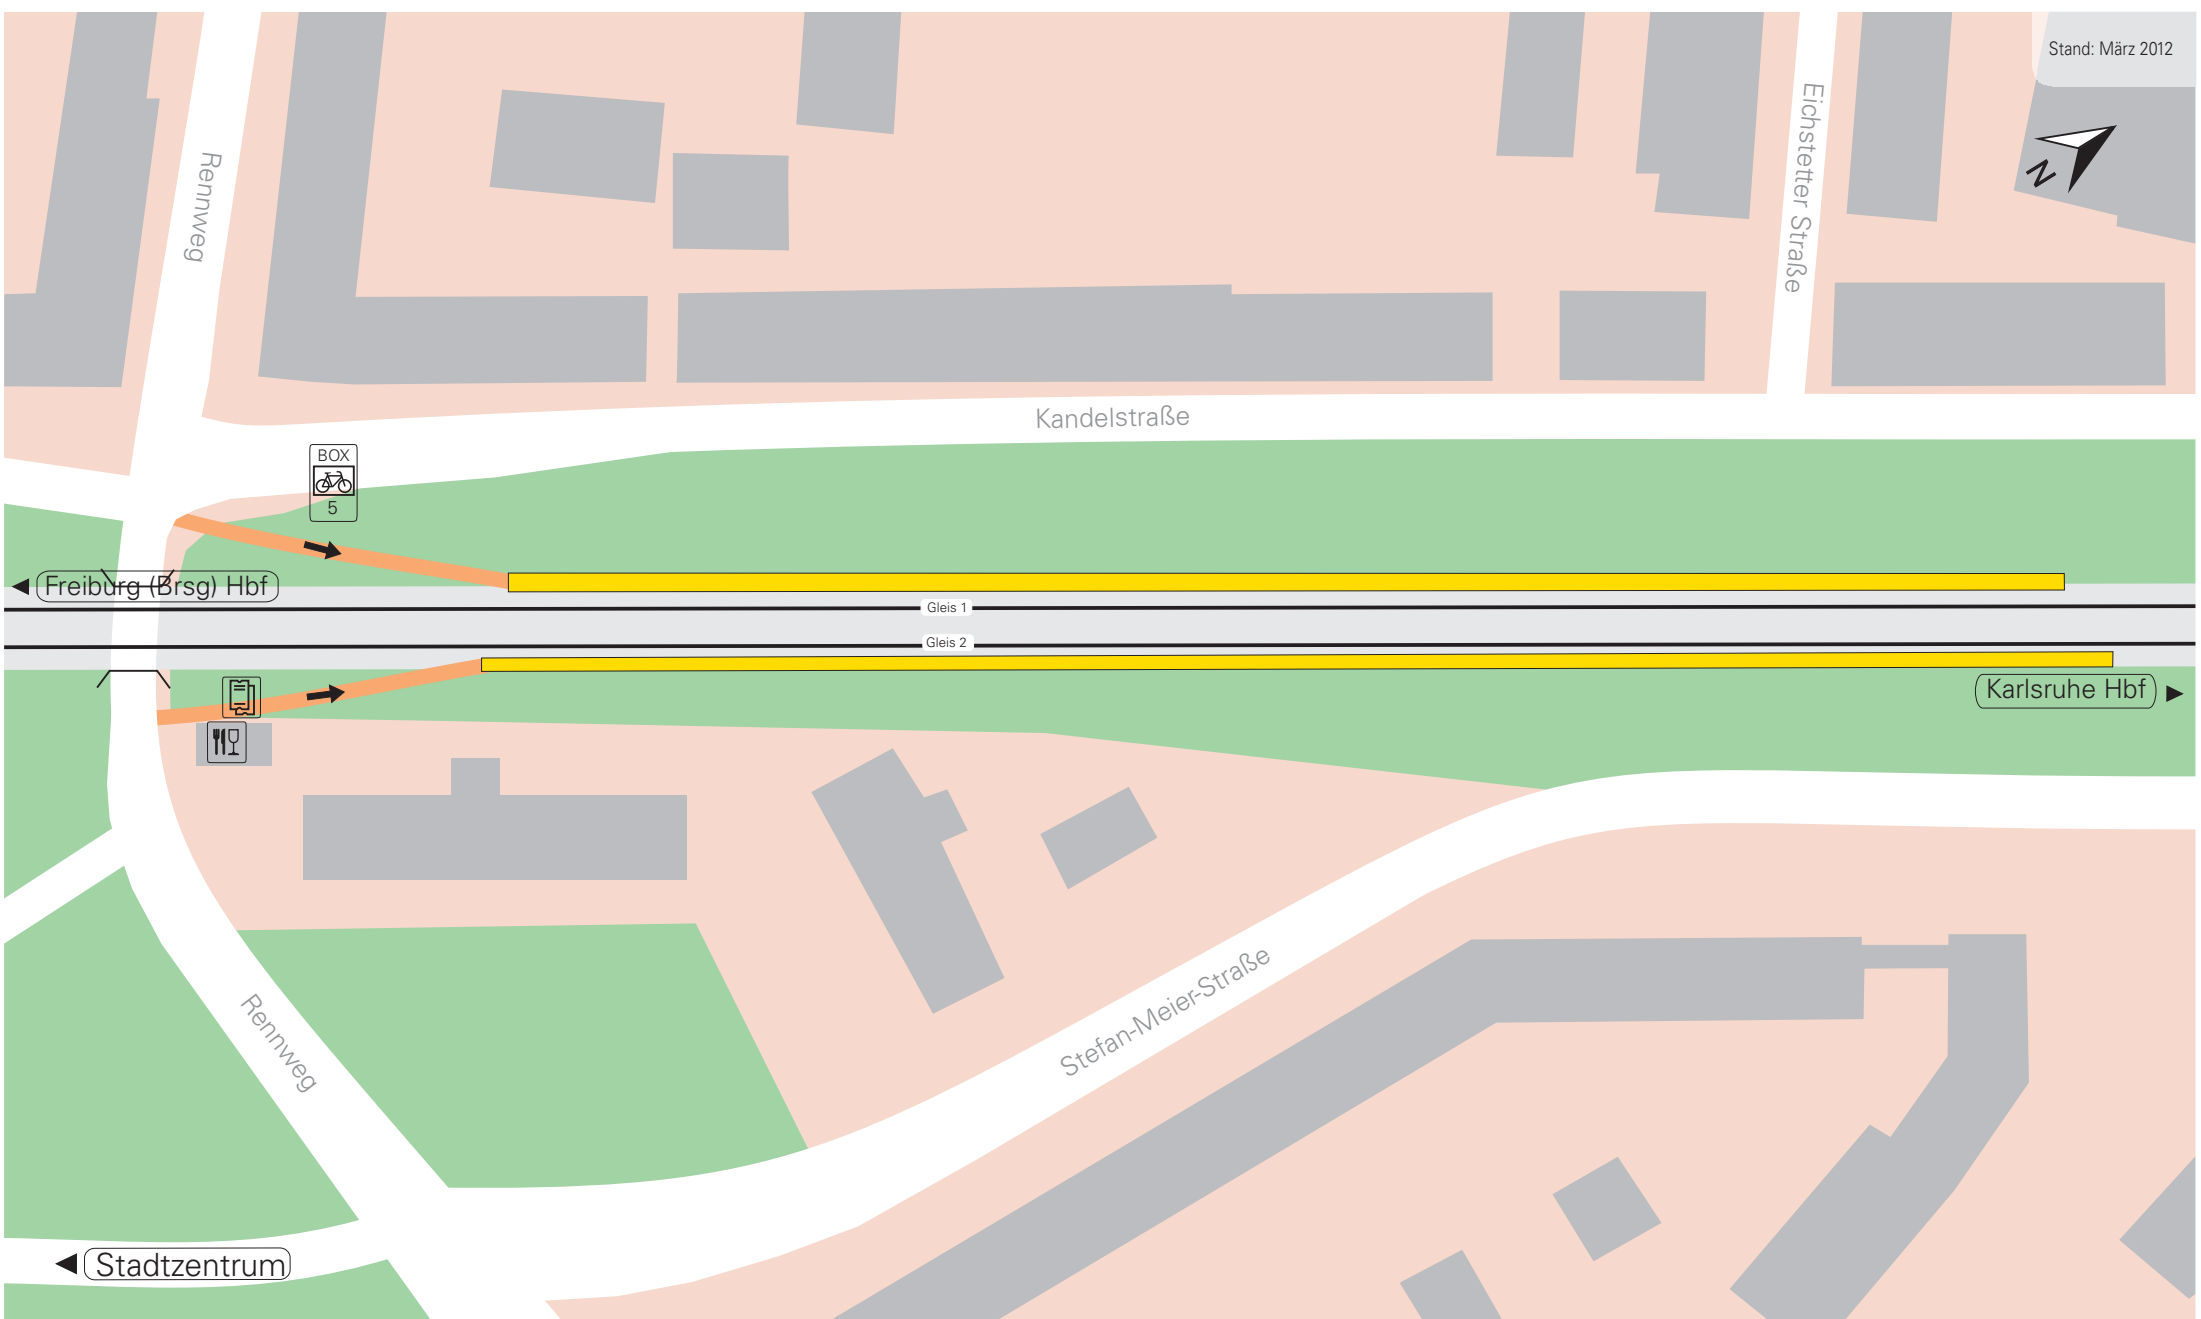 Stand: März 2012
N
Rennweg
Eichstetter Straße
Kandelstraße
BOX
5
Freiburg (Brsg) Hbf
Gleis 1
Gleis 2
Karlsruhe Hbf
Stefan-Meier-Straße
Rennweg
Stadtzentrum